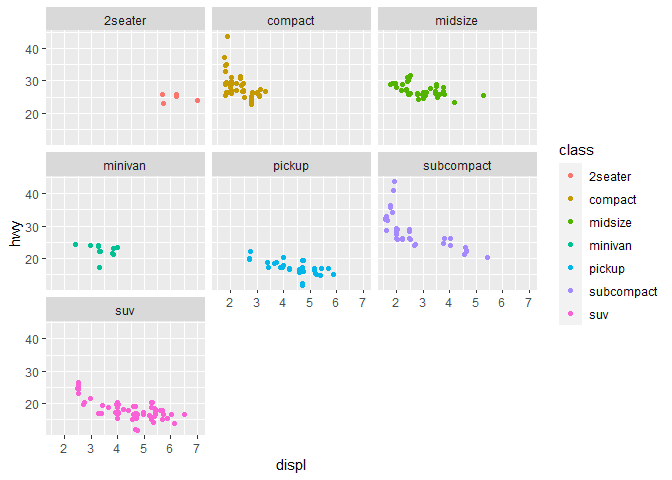 2seater compact midsize
40
30
20
minivan pickup subcompact
40
30
20
2 3 4 5 6 7 2 3 4 5 6 7
suv
40
30
20
2 3 4 5 6 7
hwy
displ
class
2seater
compact
midsize
minivan
pickup
subcompact
suv